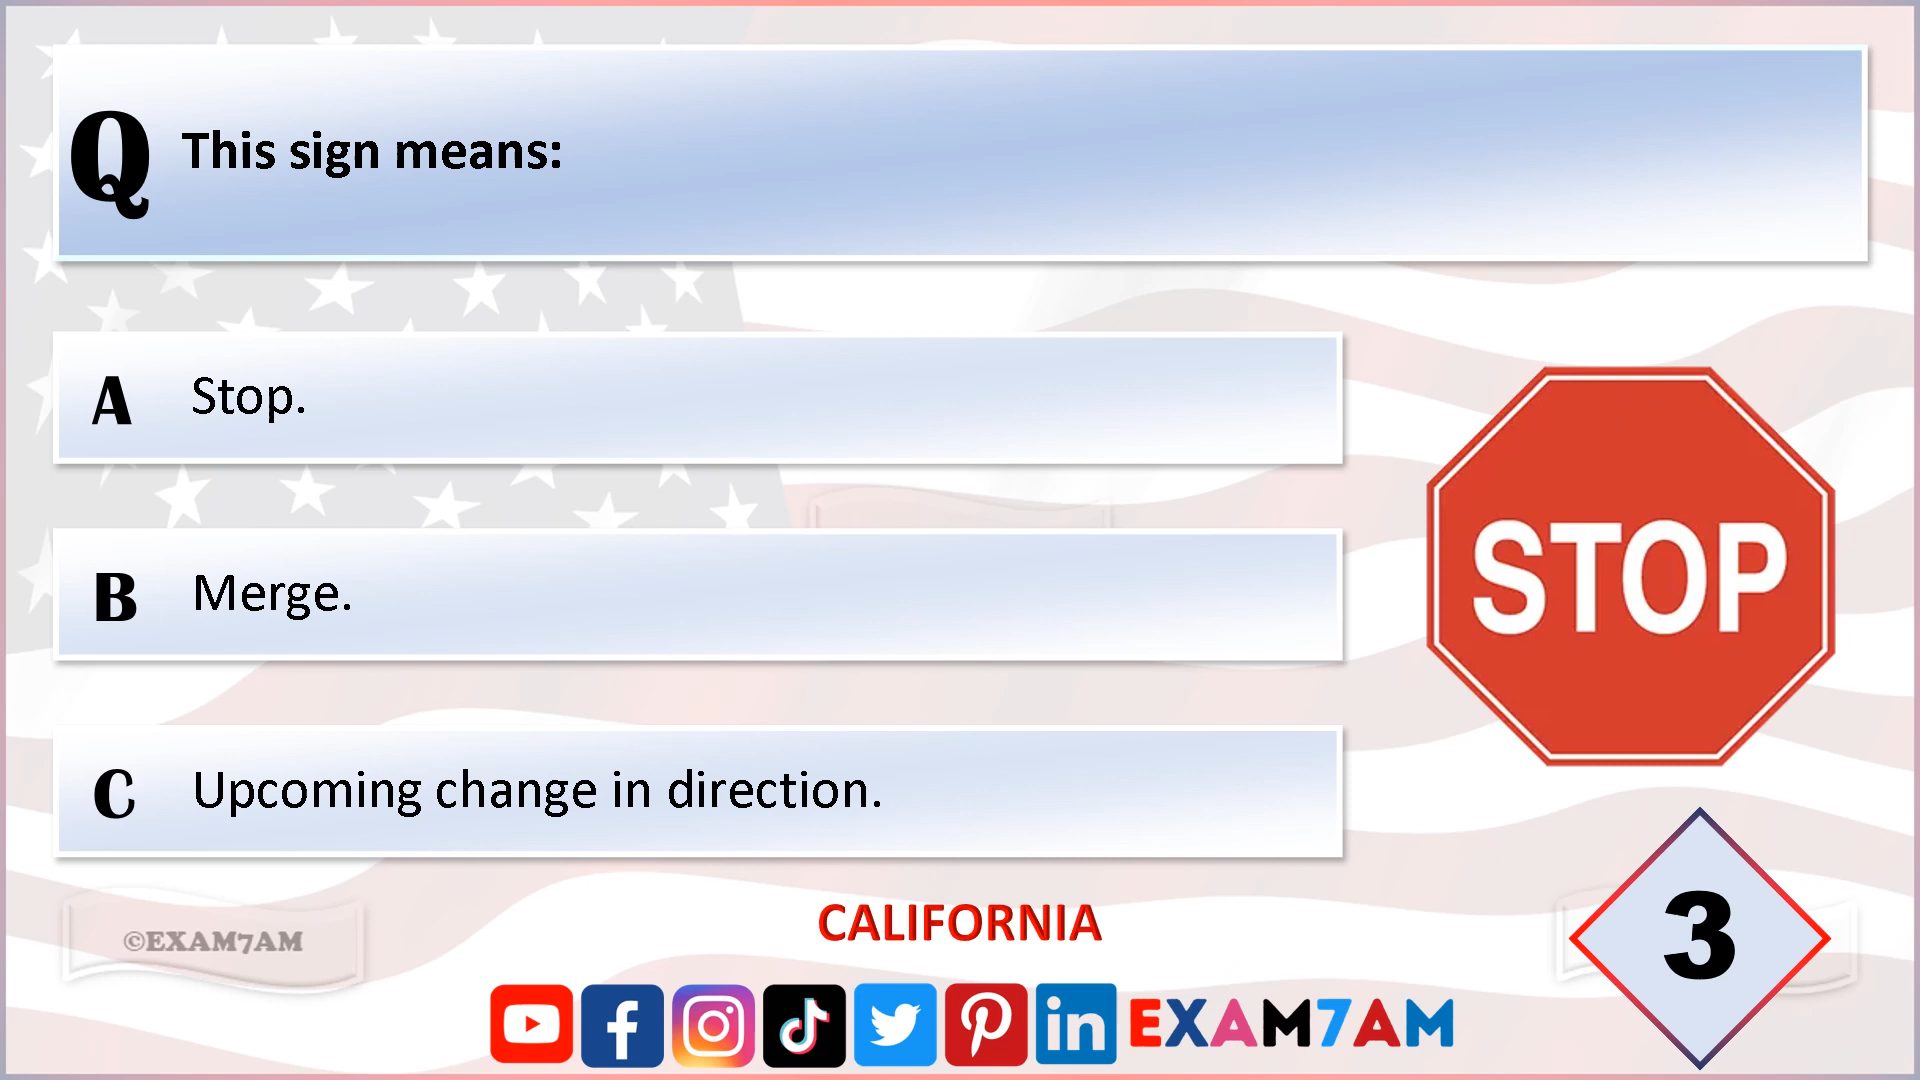 Q This sign means:
A Stop.
B Merge.
C Upcoming change in direction.
STOP
3
CALIFORNIA
©EXAM7AM
EXAM7AM